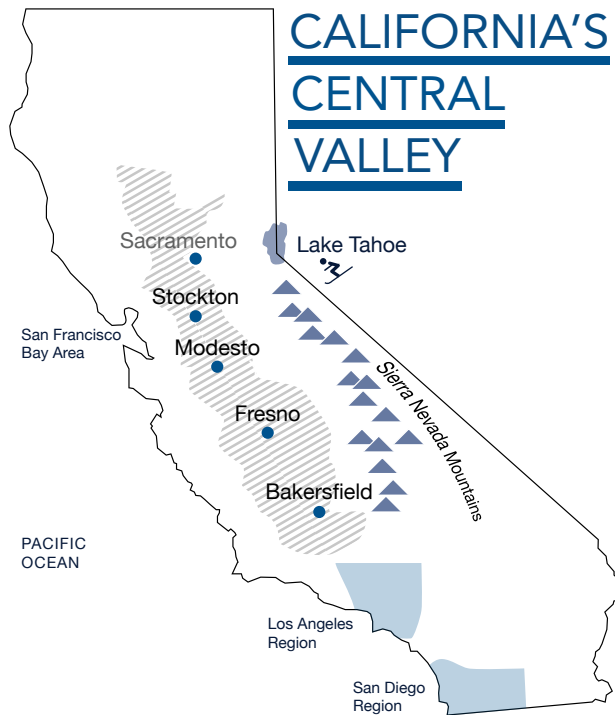 CALIFORNIA'S
CENTRAL
VALLEY
Sacramento
Lake Tahoe
Stockton
San Francisco
Bay Area
Modesto
Sierra Nevada Mountains
Fresno
Bakersfield
PACIFIC
OCEAN
Los Angeles
Region
San Diego
Region